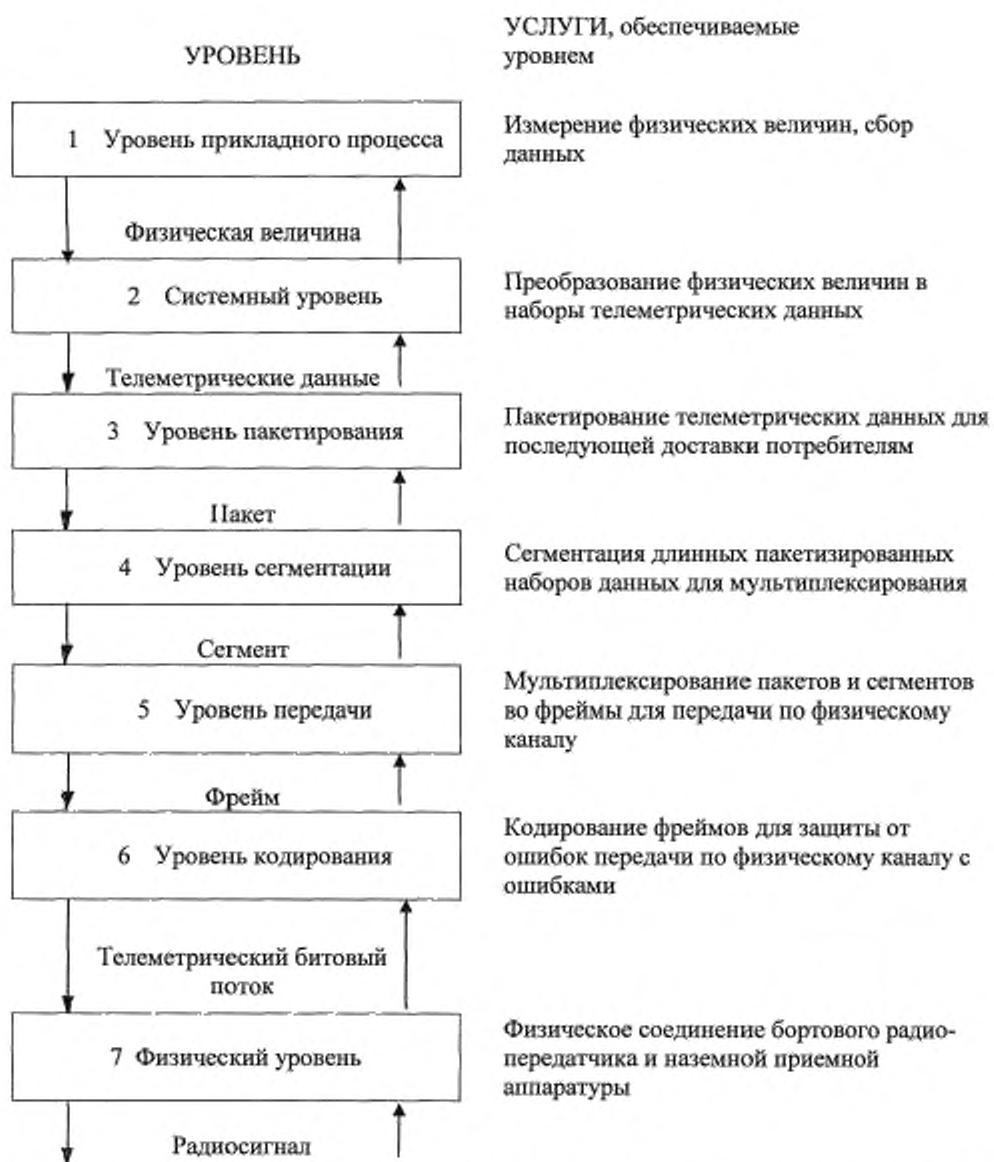 УРОВЕНЬ
УСЛУГИ, обеспечиваемые
уровнем
1 Уровень прикладного процесса
Измерение физических величин, сбор
данных
Физическая величина
2 Системный уровень
Преобразование физических величин в
наборы телеметрических данных
Телеметрические данные
3 Уровень пакетирования
Пакетирование телеметрических данных для
последующей доставки потребителям
Пакет
4 Уровень сегментации
Сегментация длинных пакетизированных
наборов данных для мультиплексирования
Сегмент
5 Уровень передачи
Мультиплексирование пакетов и сегментов
во фреймы для передачи по физическому
каналу
Фрейм
6 Уровень кодирования
Кодирование фреймов для защиты от
ошибок передачи по физическому каналу с
ошибками
Телеметрический битовый
поток
7 Физический уровень
Физическое соединение бортового радио-
передатчика и наземной приемной
аппаратуры
Радиосигнал